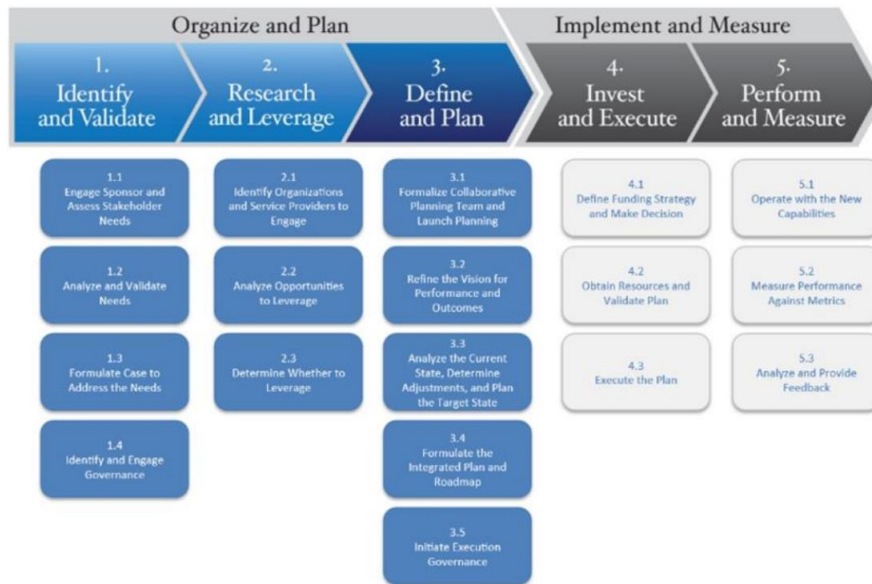 Organize and Plan
Implement and Measure
1.
Identify
and Validate
2.
Research
and Leverage
3.
Define
and Plan
4.
Invest
and Execute
5.
Perform
and Measure
1.1
Engage Sponsor and
Assess Stakeholder
Needs
1.2
Analyze and Validate
Needs
1.3
Formulate Case to
Address the Needs
1.4
Identify and Engage
Governance
2.1
Identify Organizations
and Service Providers to
Engage
2.2
Analyze Opportunities
to Leverage
2.3
Determine Whether to
Leverage
3.1
Formalize Collaborative
Planning Team and
Launch Planning
3.2
Refine the Vision for
Performance and
Outcomes
3.3
Analyze the Current
State, Determine
Adjustments, and Plan
the Target State
3.4
Formulate the
Integrated Plan and
Roadmap
3.5
Initiate Execution
Governance
4.1
Define Funding Strategy
and Make Decision
4.2
Obtain Resources and
Validate Plan
4.3
Execute the Plan
5.1
Operate with the New
Capabilities
5.2
Measure Performance
Against Metrics
5.3
Analyze and Provide
Feedback